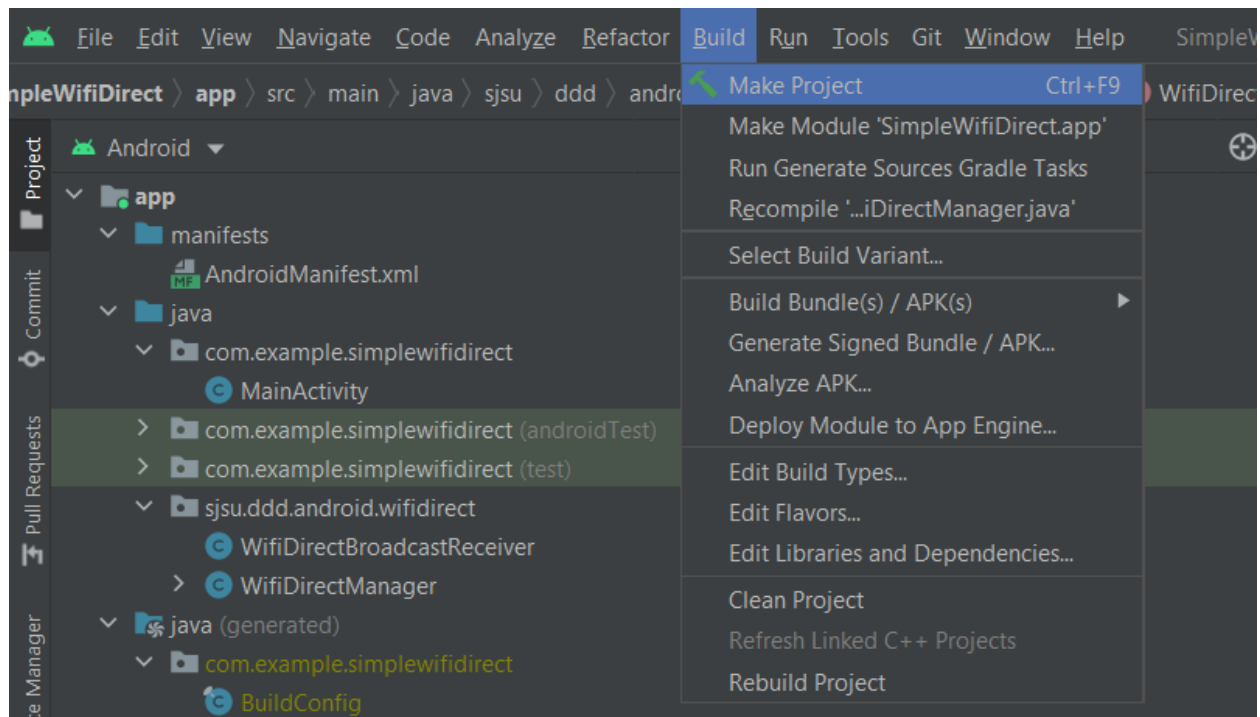 File Edit View Navigate Code Analyze Refactor Build Run Tools Git Window Help SimpleW
mpleWifiDirect 〉 app 〉 src 〉 main 〉 java 〉 sjsu 〉 ddd 〉 andro
WifiDirec
Project
Commit
Pull Requests
ce Manager
Android
app
manifests
MF AndroidManifest.xml
java
com.example.simplewifidirect
C MainActivity
com.example.simplewifidirect (androidTest)
com.example.simplewifidirect (test)
sjsu.ddd.android.wifidirect
C WifiDirectBroadcastReceiver
C WifiDirectManager
java (generated)
com.example.simplewifidirect
C BuildConfig
Make Project Ctrl+F9
Make Module 'SimpleWifiDirect.app'
Run Generate Sources Gradle Tasks
Recompile '...iDirectManager.java'
Select Build Variant...
Build Bundle(s) / APK(s)
Generate Signed Bundle / APK...
Analyze APK...
Deploy Module to App Engine...
Edit Build Types...
Edit Flavors...
Edit Libraries and Dependencies...
Clean Project
Refresh Linked C++ Projects
Rebuild Project